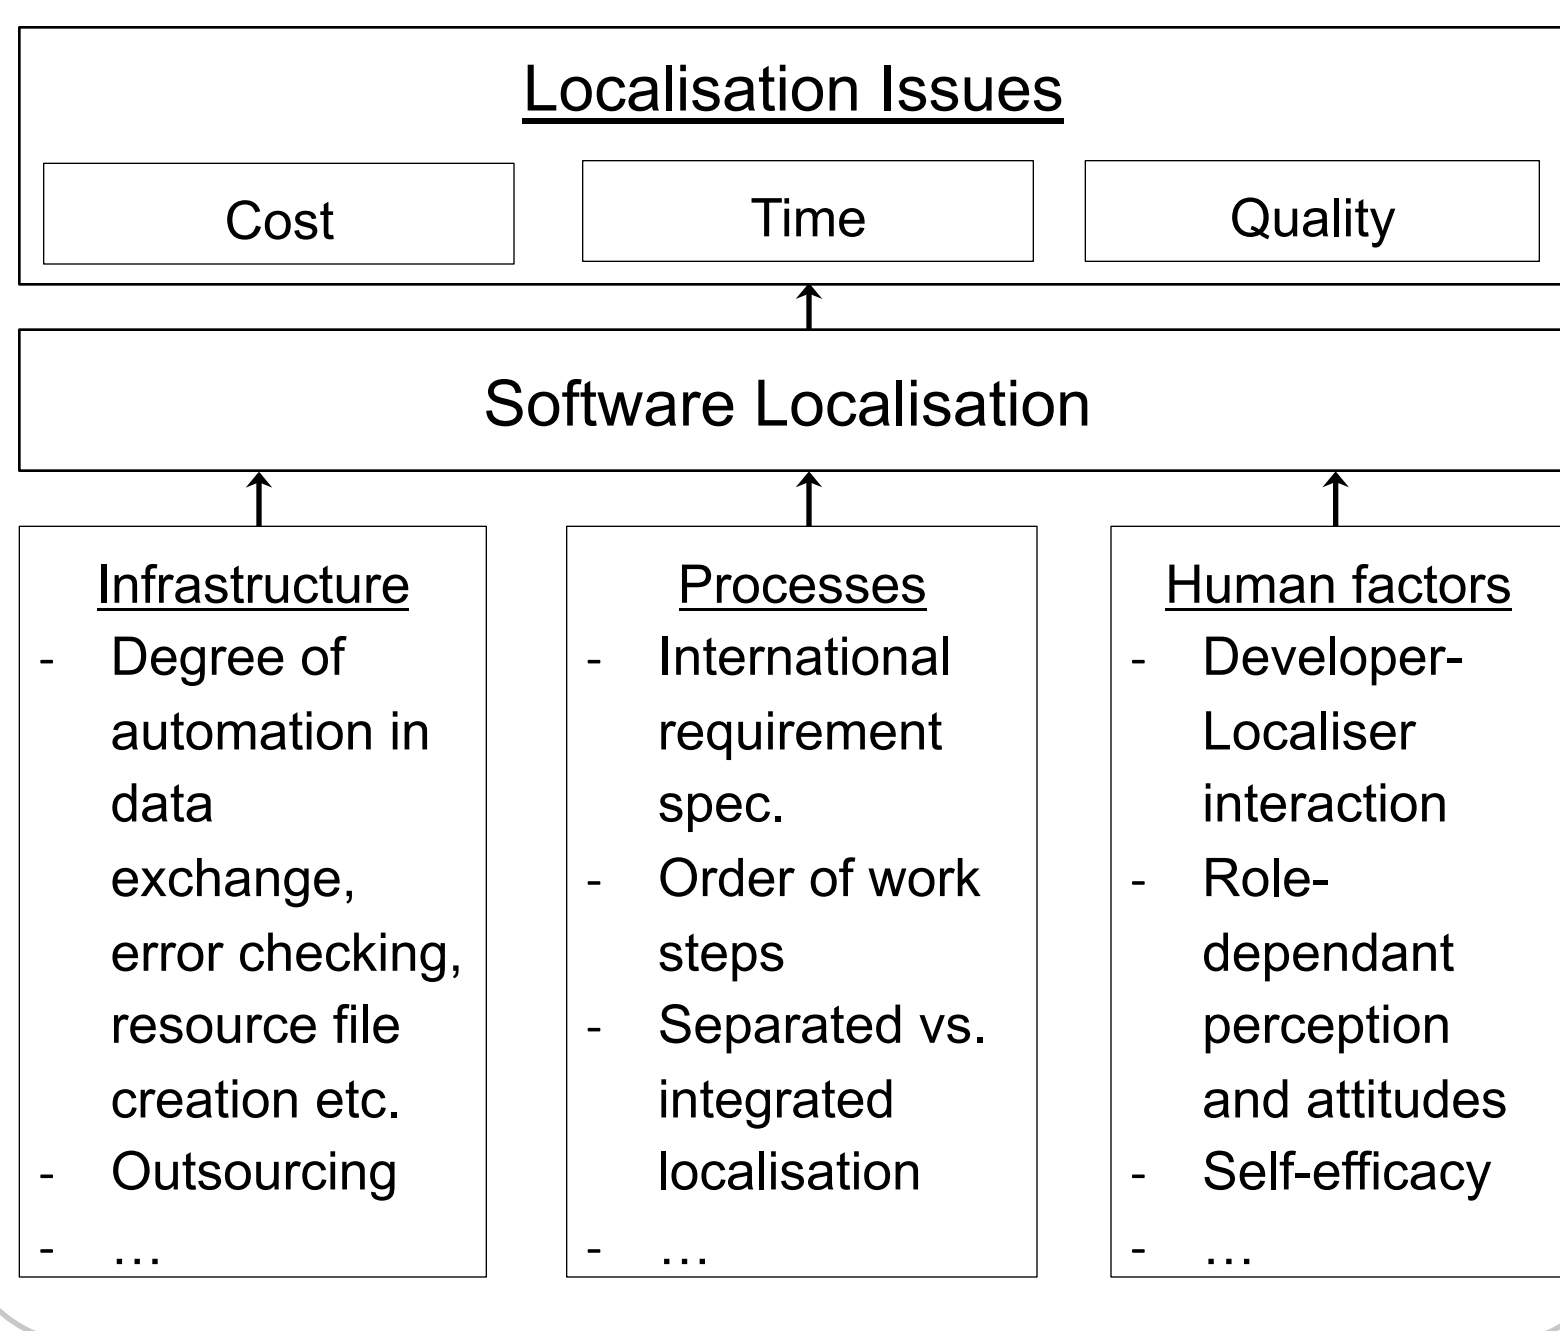 Localisation Issues
Cost
Time
Quality
Software Localisation
Infrastructure
- Degree of
automation in
data
exchange,
error checking,
resource file
creation etc.
- Outsourcing
- …
Processes
- International
requirement
spec.
- Order of work
steps
- Separated vs.
integrated
localisation
- …
Human factors
- Developer-
Localiser
interaction
- Role-
dependant
perception
and attitudes
- Self-efficacy
- …